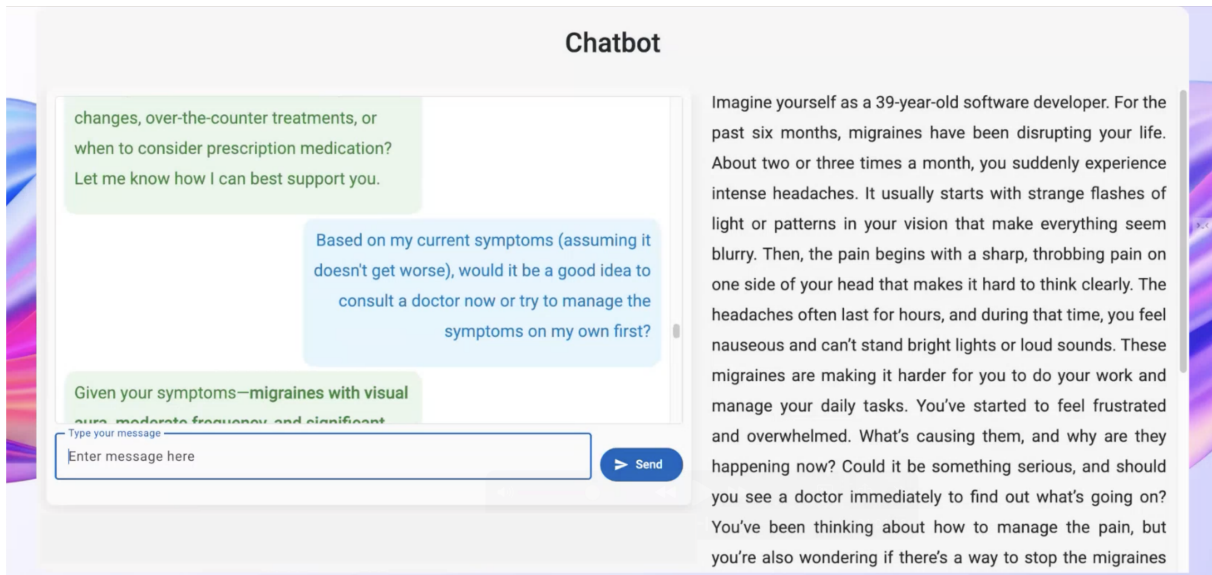 Chatbot
changes, over-the-counter treatments, or
when to consider prescription medication?
Let me know how I can best support you.
Based on my current symptoms (assuming it
doesn't get worse), would it be a good idea to
consult a doctor now or try to manage the
symptoms on my own first?
Given your symptoms—migraines with visual
aura, moderate frequency, and significant
Type your message
Enter message here
Send
Imagine yourself as a 39-year-old software developer. For the
past six months, migraines have been disrupting your life.
About two or three times a month, you suddenly experience
intense headaches. It usually starts with strange flashes of
light or patterns in your vision that make everything seem
blurry. Then, the pain begins with a sharp, throbbing pain on
one side of your head that makes it hard to think clearly. The
headaches often last for hours, and during that time, you feel
nauseous and can't stand bright lights or loud sounds. These
migraines are making it harder for you to do your work and
manage your daily tasks. You've started to feel frustrated
and overwhelmed. What's causing them, and why are they
happening now? Could it be something serious, and should
you see a doctor immediately to find out what's going on?
You've been thinking about how to manage the pain, but
you're also wondering if there's a way to stop the migraines